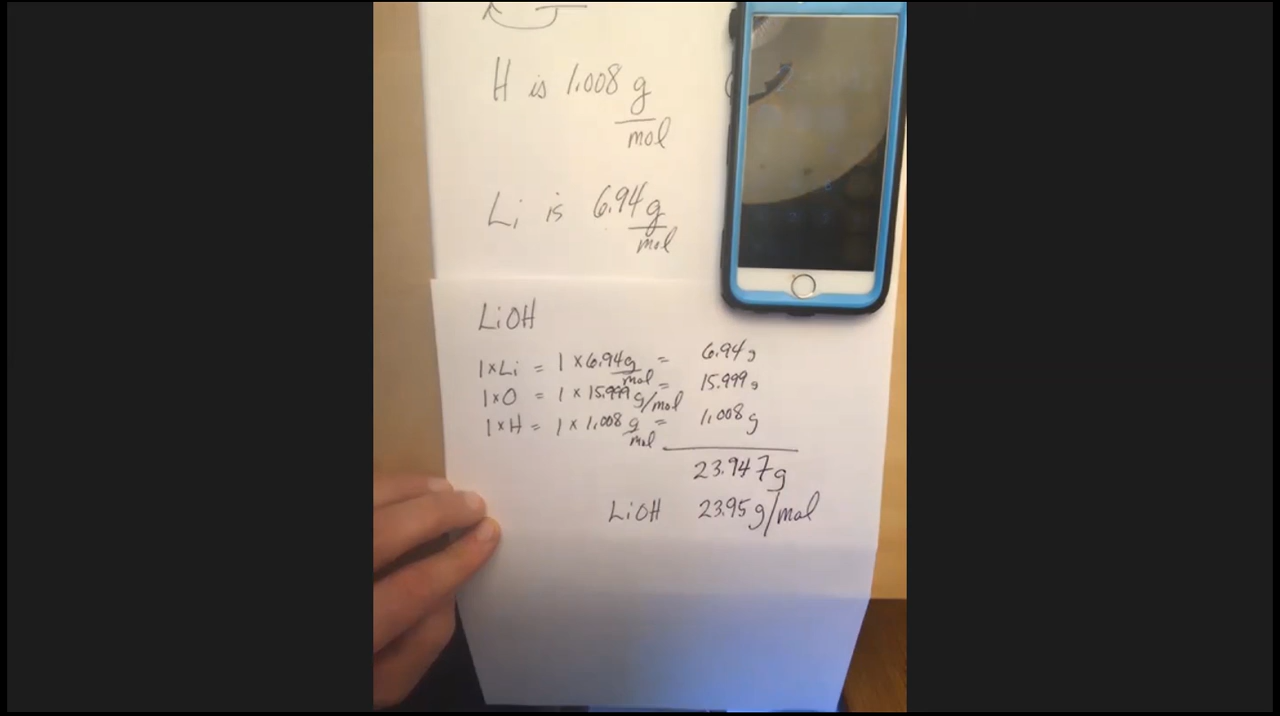 H is 1.008 g/mol
Li is 6.94 g/mol
LiOH
1×Li = 1 × 6.94 g/mol = 6.94 g
1×O = 1 × 15.999 g/mol = 15.999 g
1×H = 1 × 1.008 g/mol = 1.008 g
23.947 g
LiOH 23.95 g/mol